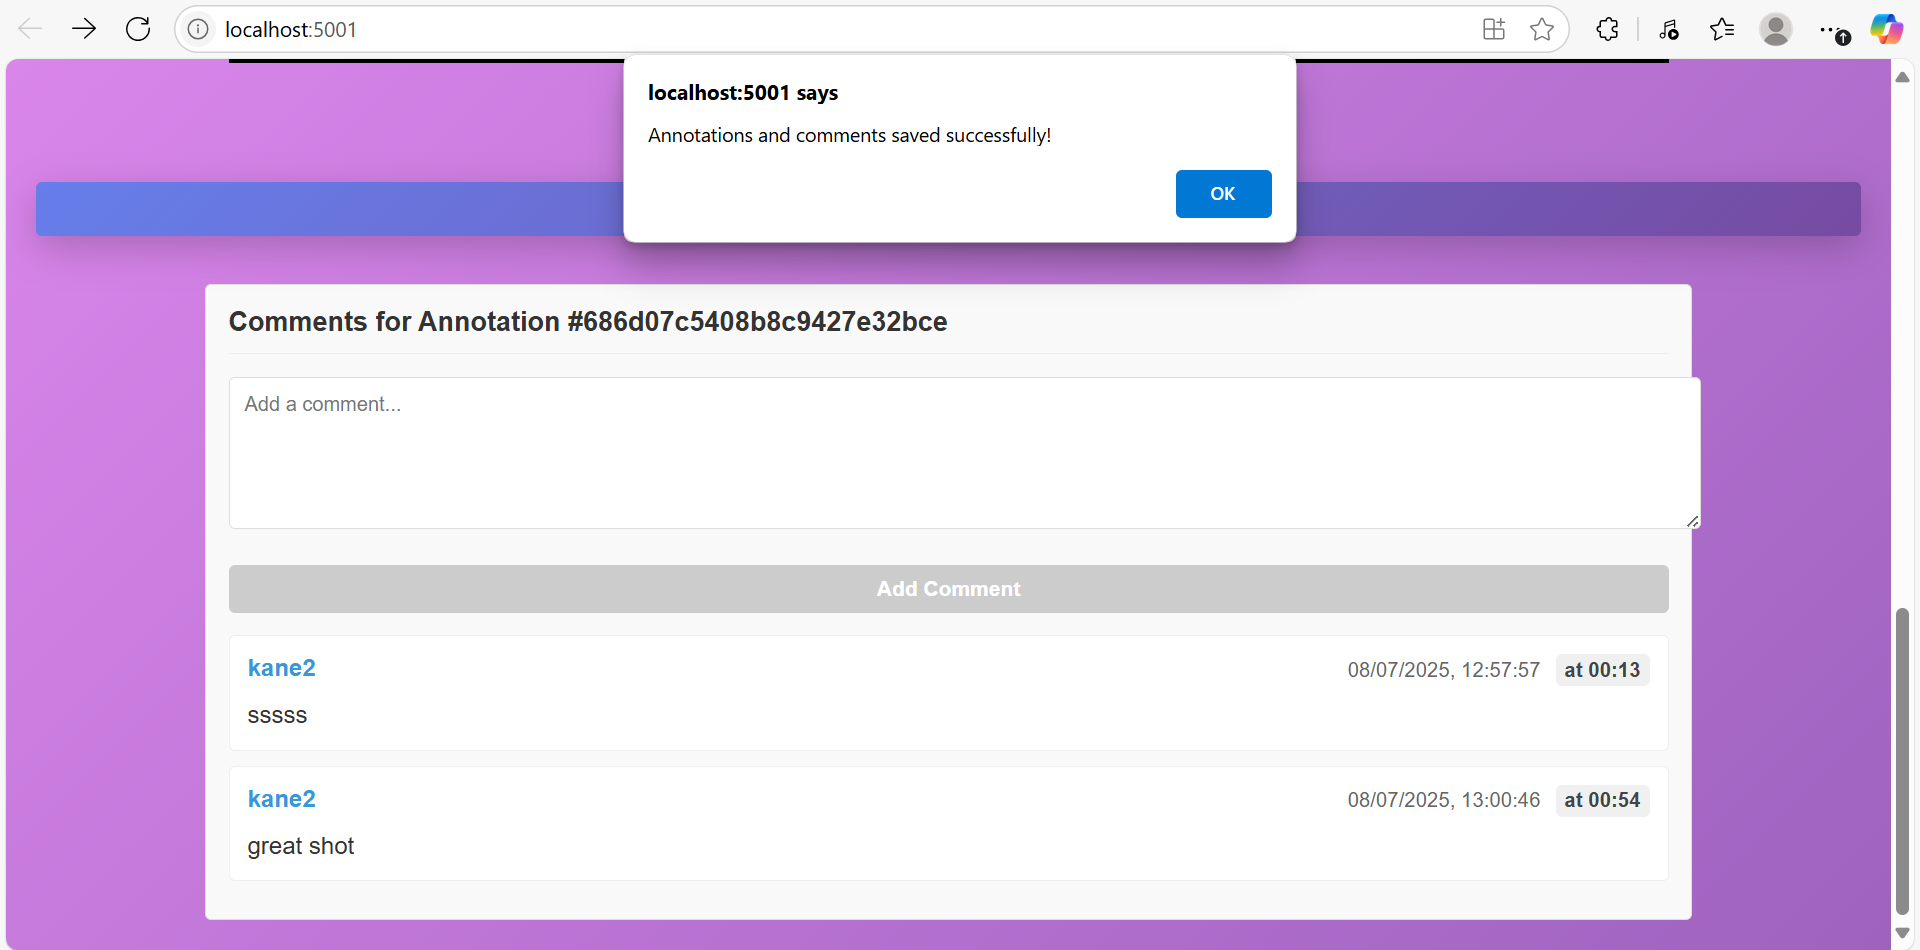 localhost:5001
localhost:5001 says
Annotations and comments saved successfully!
OK
Comments for Annotation #686d07c5408b8c9427e32bce
Add a comment...
Add Comment
kane2
08/07/2025, 12:57:57 at 00:13
sssss
kane2
08/07/2025, 13:00:46 at 00:54
great shot